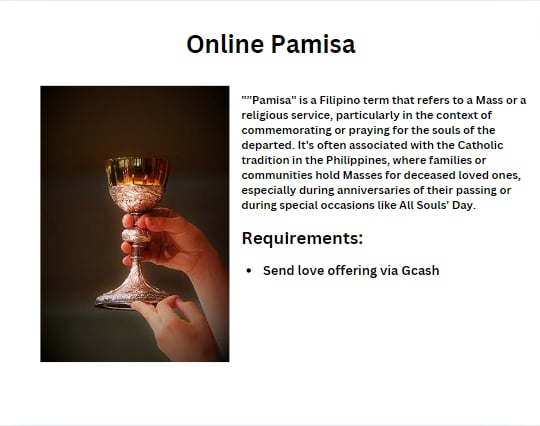 Online Pamisa
""Pamisa" is a Filipino term that refers to a Mass or a
religious service, particularly in the context of
commemorating or praying for the souls of the
departed. It's often associated with the Catholic
tradition in the Philippines, where families or
communities hold Masses for deceased loved ones,
especially during anniversaries of their passing or
during special occasions like All Souls' Day.
Requirements:
• Send love offering via Gcash